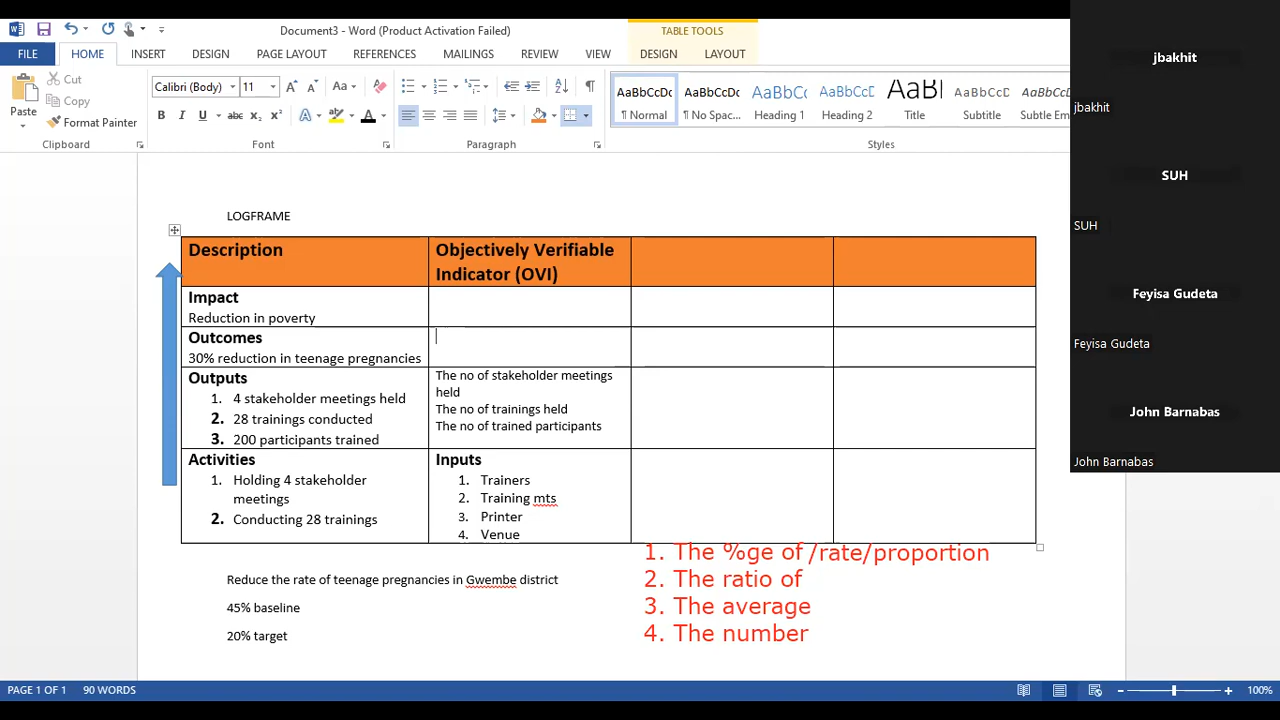 Document3 - Word (Product Activation Failed)
TABLE TOOLS
FILE HOME INSERT DESIGN PAGE LAYOUT REFERENCES MAILINGS REVIEW VIEW DESIGN LAYOUT
Paste
Cut
Copy
Format Painter
Calibri (Body) 11
AaBbCcDc AaBbCcDc AaBbCc AaBbCcD AaBl AaBbCcD AaBbCcD
¶ Normal ¶ No Spac... Heading 1 Heading 2 Title Subtitle Subtle Em
Clipboard Font Paragraph Styles
jbakhit
jbakhit
SUH
SUH
Feyisa Gudeta
Feyisa Gudeta
John Barnabas
John Barnabas
LOGFRAME
Description
Objectively Verifiable
Indicator (OVI)
Impact
Reduction in poverty
Outcomes
30% reduction in teenage pregnancies
Outputs
1. 4 stakeholder meetings held
2. 28 trainings conducted
3. 200 participants trained
The no of stakeholder meetings
held
The no of trainings held
The no of trained participants
Activities
1. Holding 4 stakeholder
meetings
2. Conducting 28 trainings
Inputs
1. Trainers
2. Training mts
3. Printer
4. Venue
1. The %ge of /rate/proportion
2. The ratio of
3. The average
4. The number
Reduce the rate of teenage pregnancies in Gwembe district
45% baseline
20% target
PAGE 1 OF 1 90 WORDS
100%